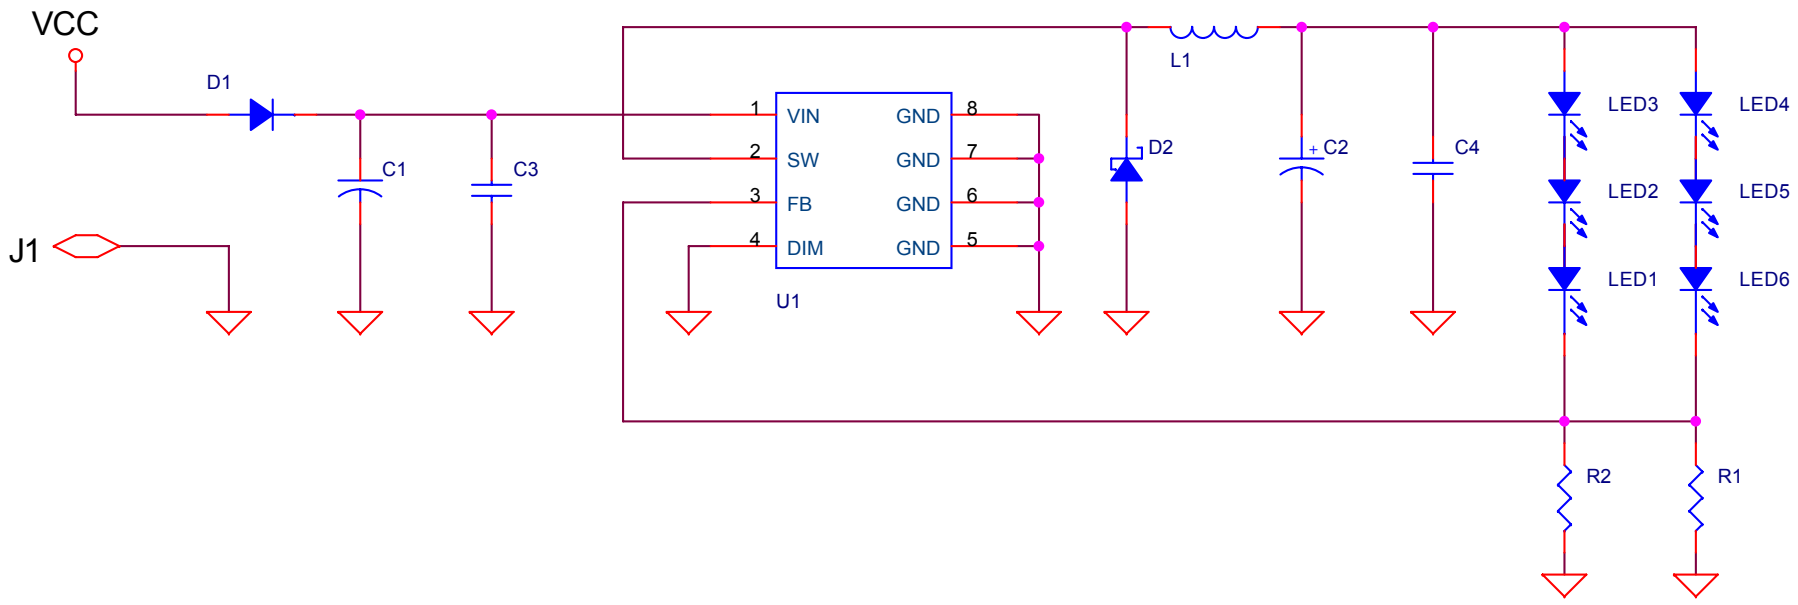 VCC
D1
L1
1 VIN GND 8
2 SW GND 7
3 FB GND 6
4 DIM GND 5
U1
C1
C3
J1
D2
+ C2
C4
LED3
LED4
LED2
LED5
LED1
LED6
R2
R1